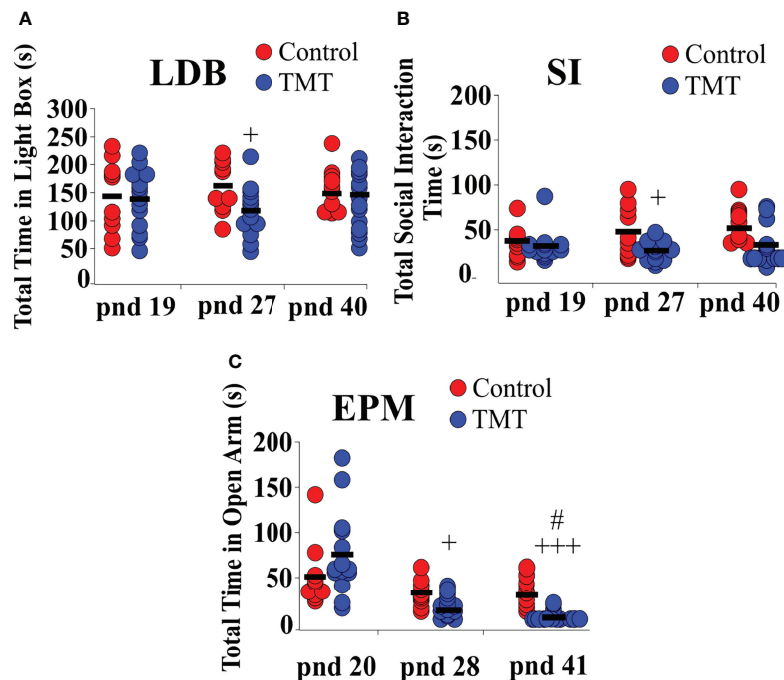 A
LDB
Control
TMT
Total Time in Light Box (s)
300
250
200
150
100
50
0
+
pnd 19
pnd 27
pnd 40
B
SI
Control
TMT
Total Social Interaction
Time (s)
200
150
100
50
0
+
pnd 19
pnd 27
pnd 40
C
EPM
Control
TMT
Total Time in Open Arm (s)
200
150
100
50
0
+
#
+++
pnd 20
pnd 28
pnd 41